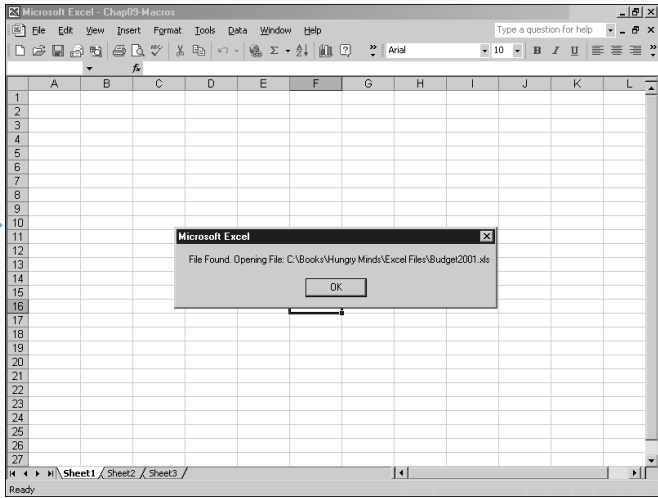 Microsoft Excel - Chap09-Macros
File Edit View Insert Format Tools Data Window Help Type a question for help
Arial 10 B I U
fx
A B C D E F G H I J K L
1
2
3
4
5
6
7
8
9
10
11
12
13
14
15
16
17
18
19
20
21
22
23
24
25
26
27
Microsoft Excel
File Found. Opening File: C:\Books\Hungry Minds\Excel Files\Budget2001.xls
OK
Sheet1 Sheet2 Sheet3
Ready